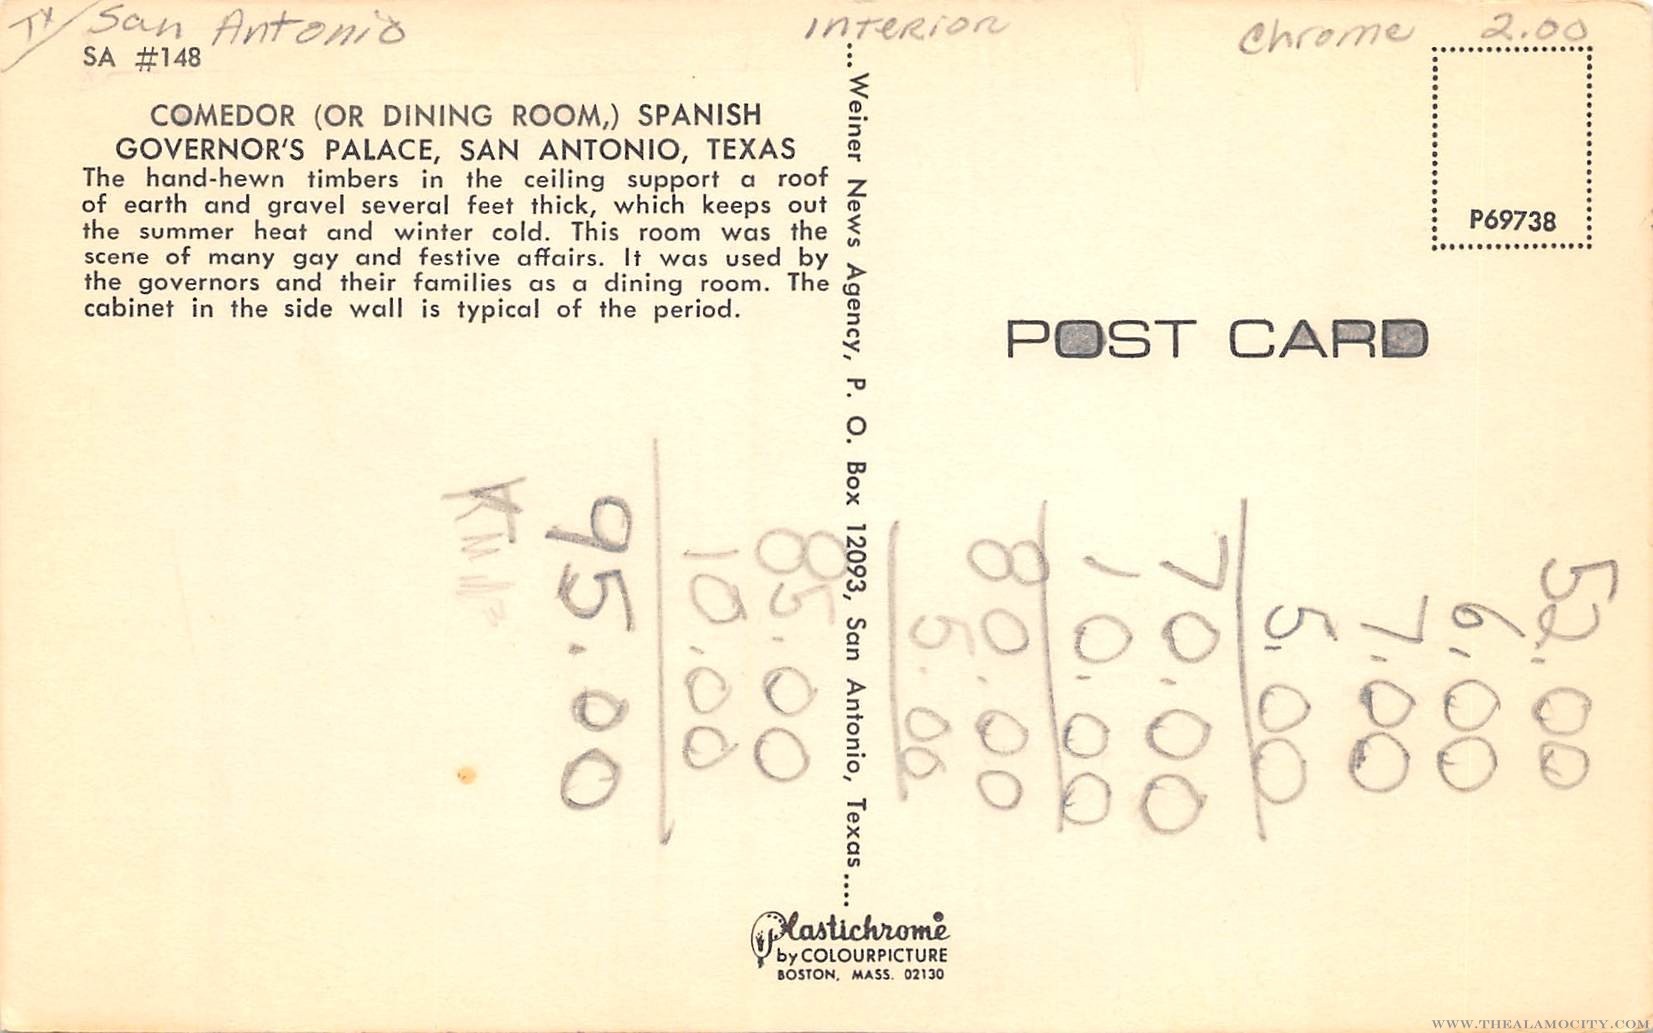 TX/San Antonio
Interior
Chrome 2.00
SA #148
COMEDOR (OR DINING ROOM,) SPANISH
GOVERNOR'S PALACE, SAN ANTONIO, TEXAS
The hand-hewn timbers in the ceiling support a roof
of earth and gravel several feet thick, which keeps out
the summer heat and winter cold. This room was the
scene of many gay and festive affairs. It was used by
the governors and their families as a dining room. The
cabinet in the side wall is typical of the period.
.... Weiner News Agency, P. O. Box 12093, San Antonio, Texas ....
P69738
POST CARD
52.00
6.00
7.00
5.00
70.00
10.00
80.00
5.00
85.00
10.00
95.00
Plastichrome®
by COLOURPICTURE
BOSTON, MASS. 02130
WWW.THEALAMOCITY.COM